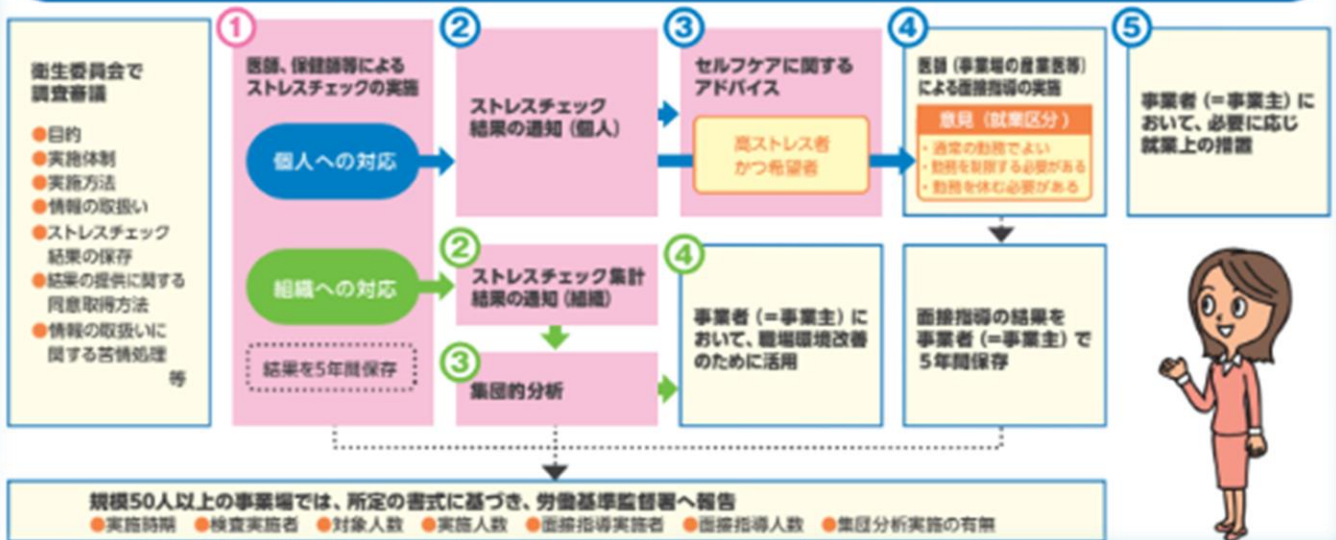 衛生委員会で
調査審議
●目的
●実施体制
●実施方法
●情報の取扱い
●ストレスチェック
結果の保存
●結果の提供に関する
同意取得方法
●情報の取扱いに
関する苦情処理
等
①
医師、保健師等による
ストレスチェックの実施
個人への対応
組織への対応
結果を5年間保存
②
ストレスチェック
結果の通知（個人）
②
ストレスチェック集計
結果の通知（組織）
③
集団的分析
③
セルフケアに関する
アドバイス
高ストレス者
かつ希望者
④
事業者（＝事業主）に
おいて、職場環境改善
のために活用
④
医師（事業場の産業医等）
による面接指導の実施
意見（就業区分）
・通常の勤務でよい
・勤務を制限する必要がある
・勤務を休む必要がある
面接指導の結果を
事業者（＝事業主）で
5年間保存
⑤
事業者（＝事業主）に
おいて、必要に応じ
就業上の措置
規模50人以上の事業場では、所定の書式に基づき、労働基準監督署へ報告
●実施時期 ●検査実施者 ●対象人数 ●実施人数 ●面接指導実施者 ●面接指導人数 ●集団分析実施の有無